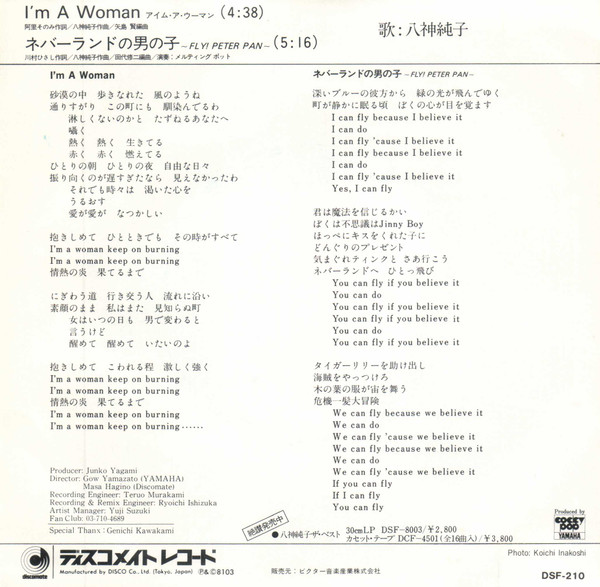 I'm A Woman アイム・ア・ウーマン (4:38)
阿里そのみ作詞／八神純子作曲／矢島 賢編曲
ネバーランドの男の子 ～FLY! PETER PAN～ (5:16)
川村ひさし作詞／八神純子作曲／田代修二編曲／演奏：メルティング ポット
歌：八神純子
I'm A Woman
砂漠の中 歩きなれた 風のようね
通りすがり この町にも 馴染んでるわ
淋しくないのかと たずねるあなたへ
囁く
熱く 熱く 生きてる
赤く 赤く 燃えてる
ひとりの朝 ひとりの夜 自由な日々
振り向くのが遅すぎたなら 見えなかったわ
それでも時々は 渇いた心を
うるおす
愛が愛が なつかしい
抱きしめて ひとときでも その時がすべて
I'm a woman keep on burning
I'm a woman keep on burning
情熱の炎 果てるまで
にぎわう道 行き交う人 流れに沿い
素顔のまま 私はまた 見知らぬ町
女はいつの日も 男で変わると
言うけど
醒めて 醒めて いたいのよ
抱きしめて こわれる程 激しく強く
I'm a woman keep on burning
I'm a woman keep on burning
情熱の炎 果てるまで
I'm a woman keep on burning
I'm a woman keep on burning……
Producer: Junko Yagami
Director: Gow Yamazato (YAMAHA)
Masa Hagino (Discomate)
Recording Engineer: Teruo Murakami
Recording & Remix Engineer: Ryoichi Ishizuka
Artist Manager: Yuji Suzuki
Fan Club: 03-710-4689
Special Thanx: Genichi Kawakami
ネバーランドの男の子 ～FLY! PETER PAN～
深いブルーの彼方から 緑の光が飛んでゆく
町が静かに眠る頃 ぼくの心が目を覚ます
I can fly because I believe it
I can do
I can fly 'cause I believe it
I can fly because I believe it
I can do
I can fly 'cause I believe it
Yes, I can fly
君は魔法を信じるかい
ぼくは不思議はJinny Boy
ほっぺにキスをくれた子に
どんぐりのプレゼント
気まぐれティンクと さあ行こう
ネバーランドへ ひとっ飛び
You can fly if you believe it
You can do
You can fly if you believe it
You can fly if you believe it
You can do
You can fly if you believe it
タイガーリリーを助け出し
海賊をやっつけろ
木の葉の服が宙を舞う
危機一髪大冒険
We can fly because we believe it
We can do
We can fly 'cause we believe it
We can fly because we believe it
We can do
We can fly 'cause we believe it
If you can fly
If I can fly
You can fly
絶讃発売中
●八神純子ザ・ベスト
30cmLP DSF-8003/￥2,800
カセット・テープ DCF-4501(全16曲入)/￥3,800
Produced by
COCKY POP
YAMAHA
Photo: Koichi Inakoshi
discomate
ディスコメイト レコード
Manufactured by DISCO Co., Ltd. (Tokyo, Japan) Ⓟ&Ⓒ8103
販売元：ビクター音楽産業株式会社
DSF-210